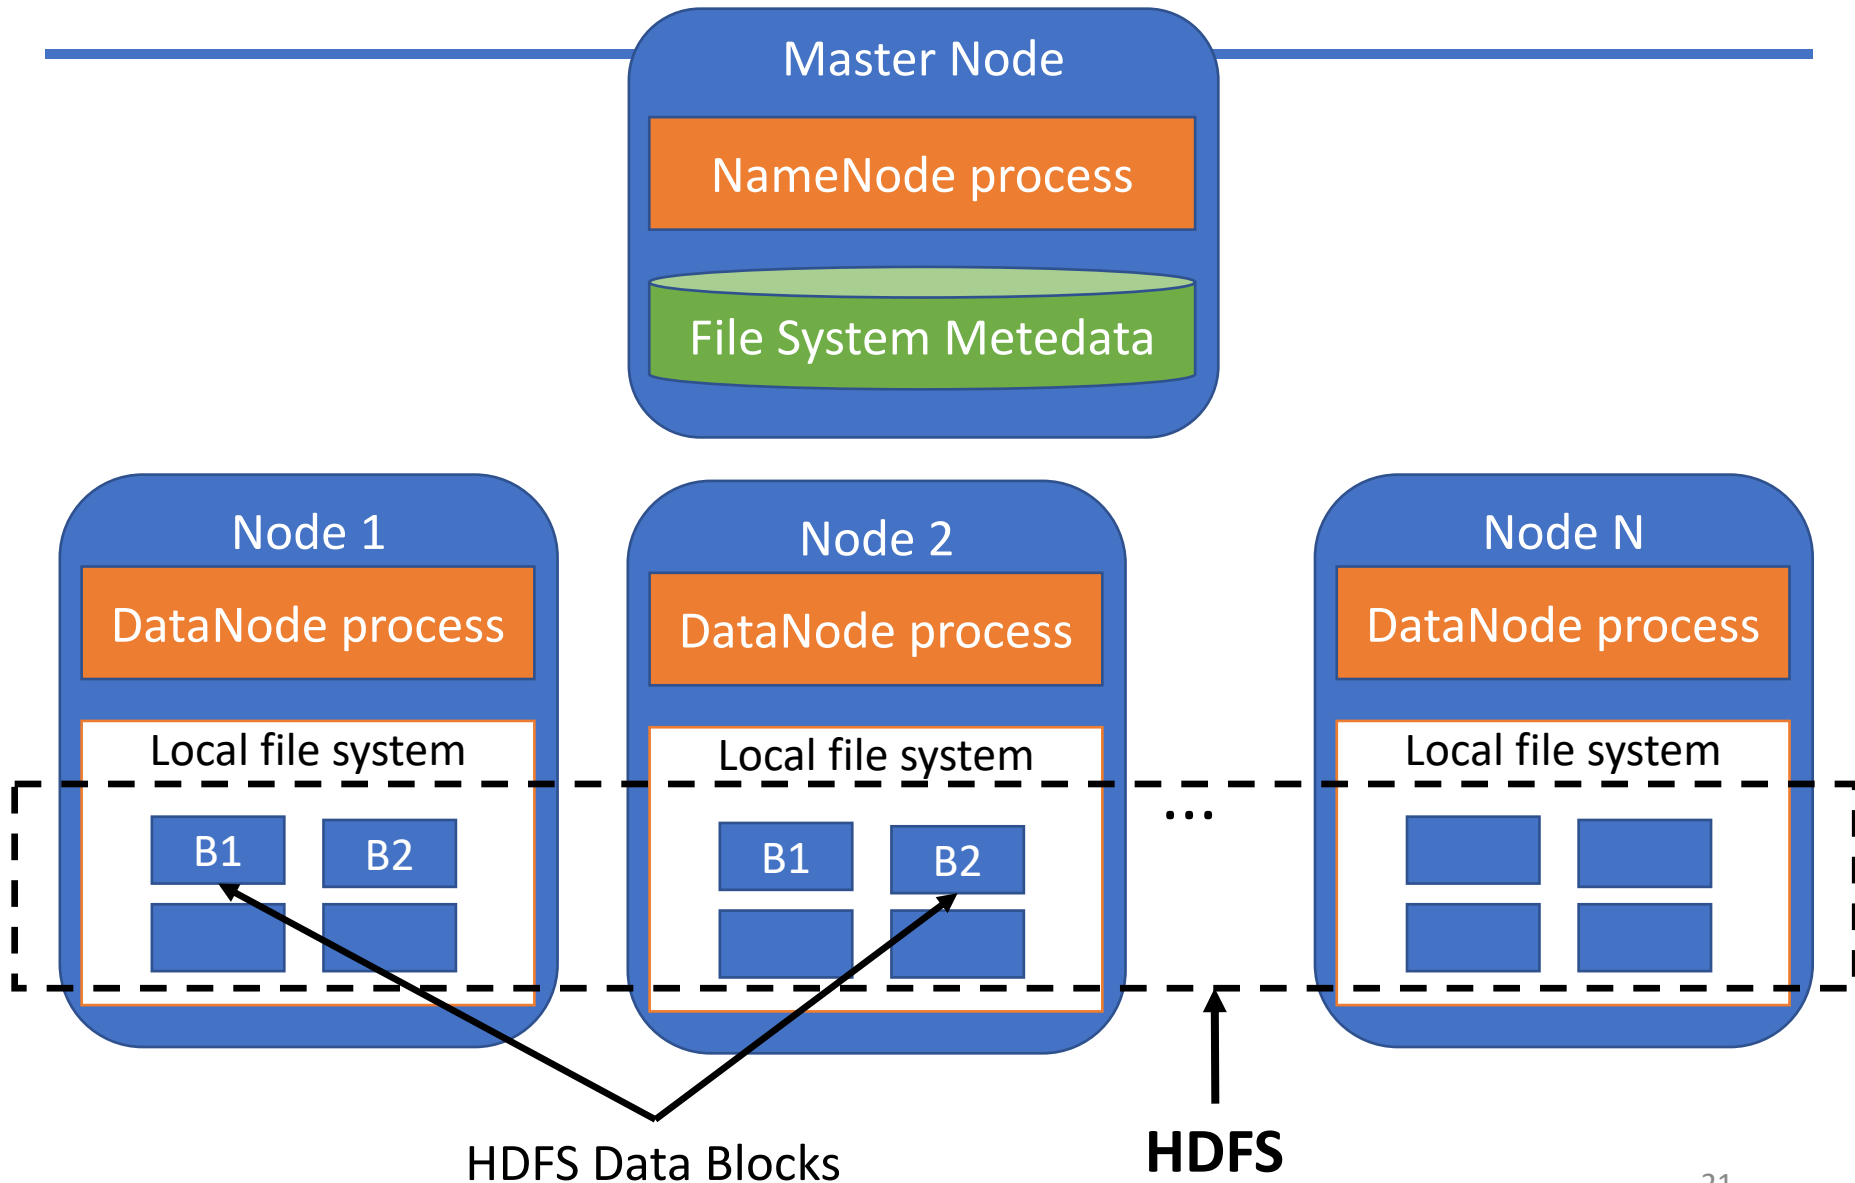 Master Node
NameNode process
File System Metedata
Node 1
Node 2
Node N
DataNode process
DataNode process
DataNode process
Local file system
Local file system
Local file system
...
B1
B2
B1
B2
HDFS Data Blocks
HDFS